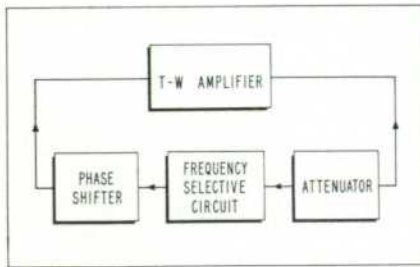 T-W AMPLIFIER
PHASE
SHIFTER
FREQUENCY
SELECTIVE
CIRCUIT
ATTENUATOR